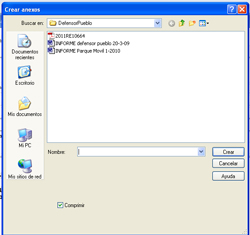 Crear anexos
Buscar en: DefensorPueblo
2011RE10664
INFORME defensor pueblo 20-3-09
INFORME Parque Movil 1-2010
Documentos recientes
Escritorio
Mis documentos
Mi PC
Mis sitios de red
Nombre:
Crear
Cancelar
Ayuda
Comprimir